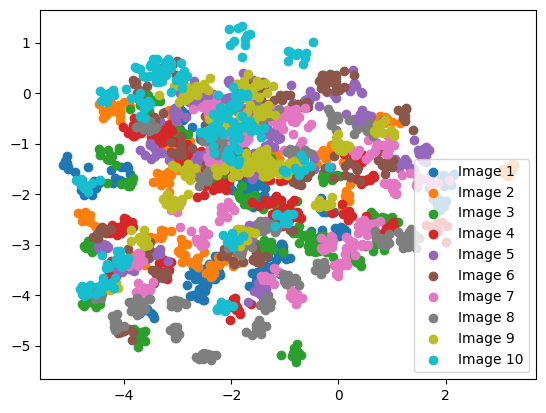 1
0
−1
−2
−3
−4
−5
−4
−2
0
2
Image 1
Image 2
Image 3
Image 4
Image 5
Image 6
Image 7
Image 8
Image 9
Image 10